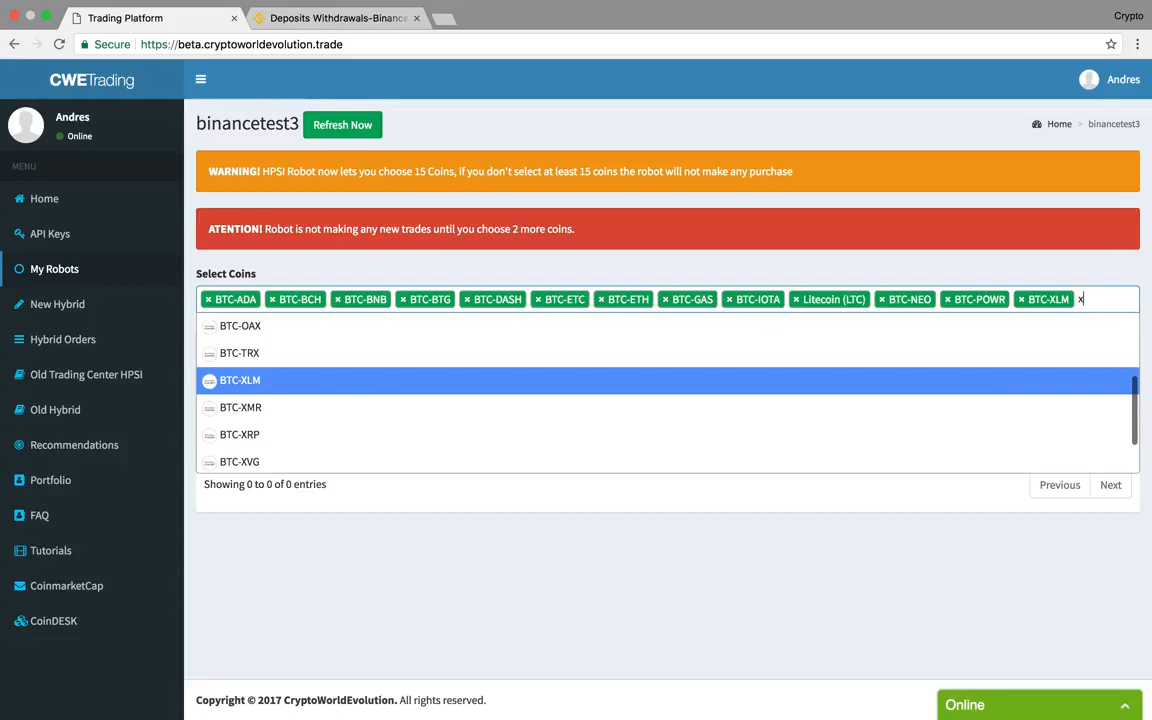 Trading Platform
Deposits Withdrawals-Binance
Crypto
Secure
https://beta.cryptoworldevolution.trade
CWETrading
Andres
Andres
Online
binancetest3
Refresh Now
Home > binancetest3
MENU
WARNING! HPSI Robot now lets you choose 15 Coins, if you don't select at least 15 coins the robot will not make any purchase
ATENTION! Robot is not making any new trades until you choose 2 more coins.
Home
API Keys
My Robots
New Hybrid
Hybrid Orders
Old Trading Center HPSI
Old Hybrid
Recommendations
Portfolio
FAQ
Tutorials
CoinmarketCap
CoinDESK
Select Coins
× BTC-ADA × BTC-BCH × BTC-BNB × BTC-BTG × BTC-DASH × BTC-ETC × BTC-ETH × BTC-GAS × BTC-IOTA × Litecoin (LTC) × BTC-NEO × BTC-POWR × BTC-XLM x
BTC-OAX
BTC-TRX
BTC-XLM
BTC-XMR
BTC-XRP
BTC-XVG
Showing 0 to 0 of 0 entries
Previous
Next
Copyright © 2017 CryptoWorldEvolution. All rights reserved.
Online